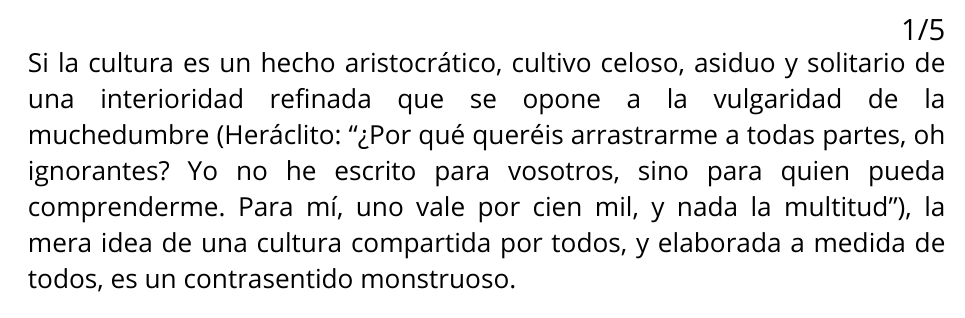 1/5
Si la cultura es un hecho aristocrático, cultivo celoso, asiduo y solitario de
una interioridad refinada que se opone a la vulgaridad de la
muchedumbre (Heráclito: “¿Por qué queréis arrastrarme a todas partes, oh
ignorantes? Yo no he escrito para vosotros, sino para quien pueda
comprenderme. Para mí, uno vale por cien mil, y nada la multitud”), la
mera idea de una cultura compartida por todos, y elaborada a medida de
todos, es un contrasentido monstruoso.